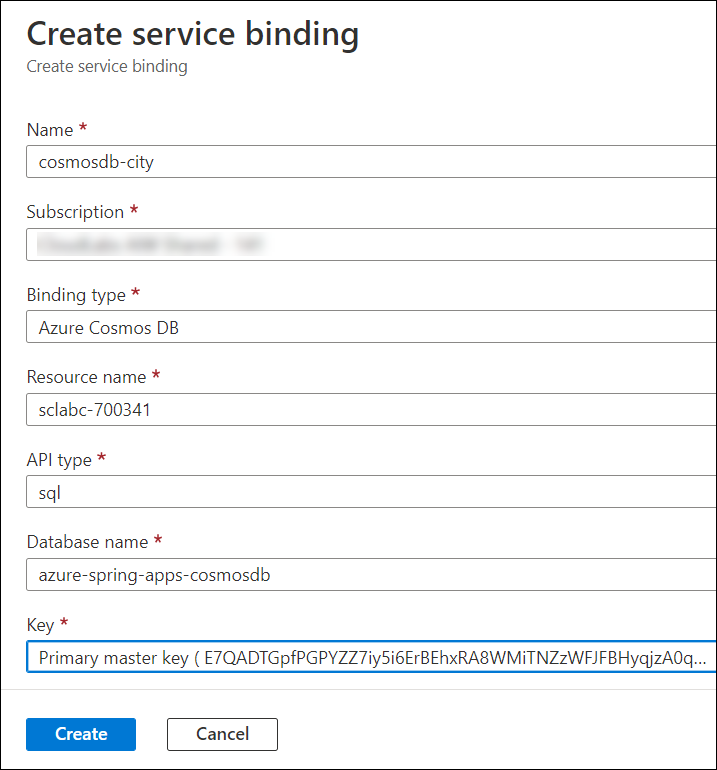 Create service binding
Create service binding
Name *
cosmosdb-city
Subscription *
Binding type *
Azure Cosmos DB
Resource name *
sclabc-700341
API type *
sql
Database name *
azure-spring-apps-cosmosdb
Key *
Primary master key ( E7QADTGpfPGPYZZ7iy5i6ErBEhxRA8WMiTNZzWFJFBHyqjzA0q...
Create
Cancel